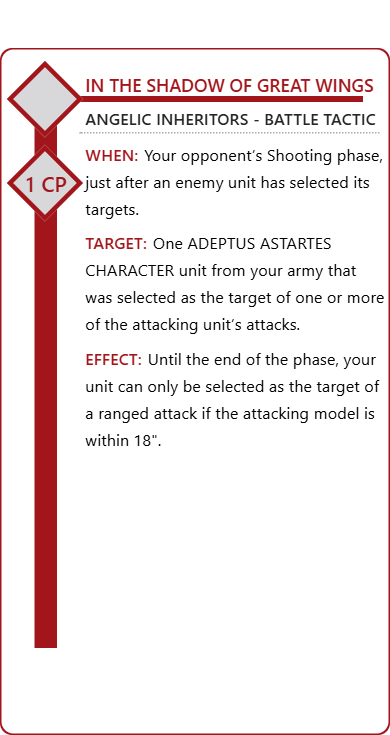 IN THE SHADOW OF GREAT WINGS
ANGELIC INHERITORS - BATTLE TACTIC
1 CP
WHEN: Your opponent's Shooting phase,
just after an enemy unit has selected its
targets.
TARGET: One ADEPTUS ASTARTES
CHARACTER unit from your army that
was selected as the target of one or more
of the attacking unit's attacks.
EFFECT: Until the end of the phase, your
unit can only be selected as the target of
a ranged attack if the attacking model is
within 18".